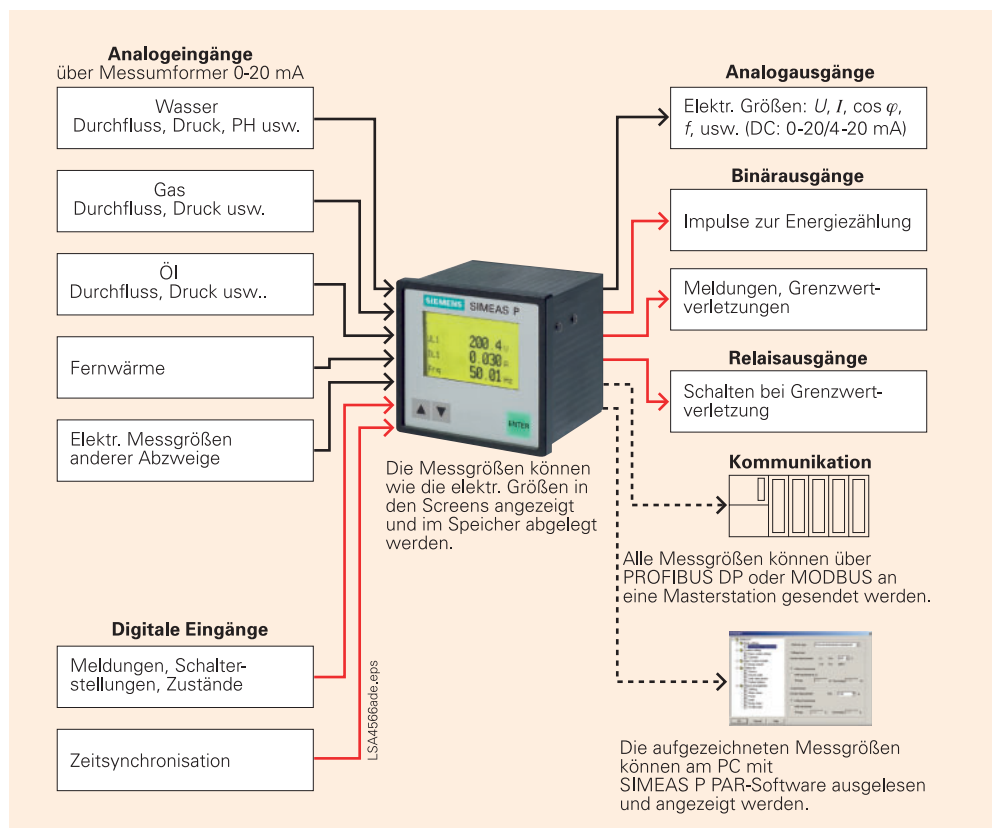 Analogeingänge
über Messumformer 0-20 mA
Wasser
Durchfluss, Druck, PH usw.
Gas
Durchfluss, Druck usw.
Öl
Durchfluss, Druck usw..
Fernwärme
Elektr. Messgrößen
anderer Abzweige
Digitale Eingänge
Meldungen, Schalter-
stellungen, Zustände
Zeitsynchronisation
LSA4566ade.eps
SIEMENS SIMEAS P
200.4 V
0.030 A
Freq 50.01 Hz
ENTER
Die Messgrößen können
wie die elektr. Größen in
den Screens angezeigt
und im Speicher abgelegt
werden.
Analogausgänge
Elektr. Größen: U, I, cos φ,
f, usw. (DC: 0-20/4-20 mA)
Binärausgänge
Impulse zur Energiezählung
Meldungen, Grenzwert-
verletzungen
Relaisausgänge
Schalten bei Grenzwert-
verletzung
Kommunikation
Alle Messgrößen können über
PROFIBUS DP oder MODBUS an
eine Masterstation gesendet werden.
Die aufgezeichneten Messgrößen
können am PC mit
SIMEAS P PAR-Software ausgelesen
und angezeigt werden.